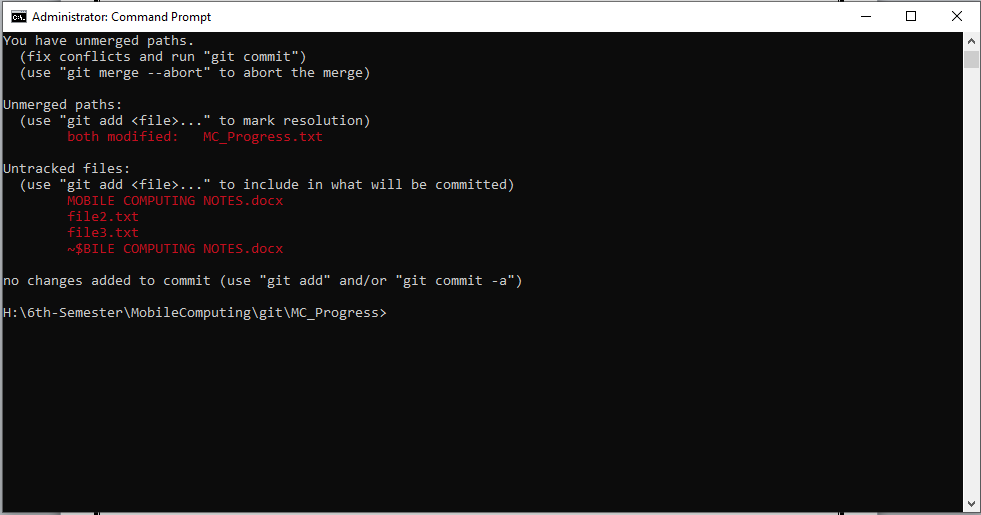 Administrator: Command Prompt
You have unmerged paths.
  (fix conflicts and run "git commit")
  (use "git merge --abort" to abort the merge)

Unmerged paths:
  (use "git add <file>..." to mark resolution)
        both modified:   MC_Progress.txt

Untracked files:
  (use "git add <file>..." to include in what will be committed)
        MOBILE COMPUTING NOTES.docx
        file2.txt
        file3.txt
        ~$BILE COMPUTING NOTES.docx

no changes added to commit (use "git add" and/or "git commit -a")

H:\6th-Semester\MobileComputing\git\MC_Progress>